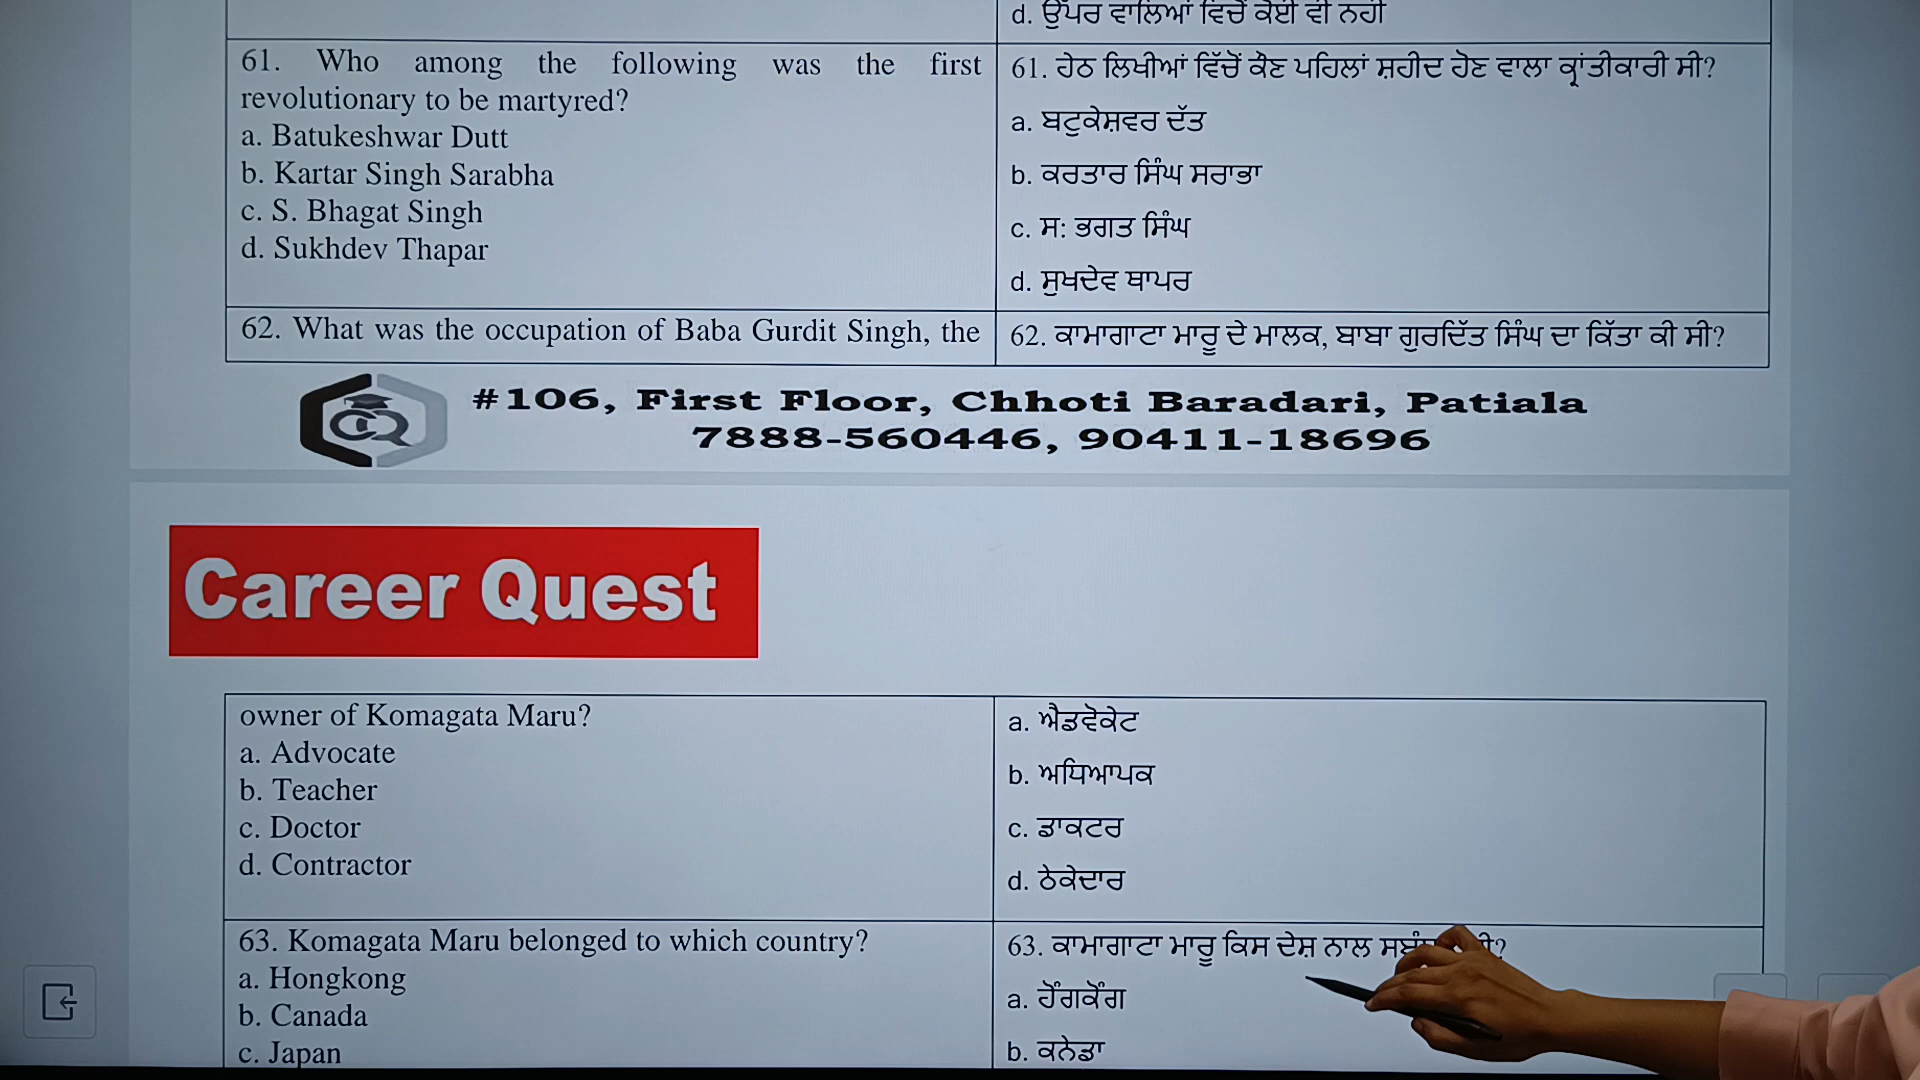 d. ਉਪਰ ਵਾਲਿਆਂ ਵਿਚੋਂ ਕੋਈ ਵੀ ਨਹੀਂ
61. Who among the following was the first
revolutionary to be martyred?
a. Batukeshwar Dutt
b. Kartar Singh Sarabha
c. S. Bhagat Singh
d. Sukhdev Thapar
61. ਹੇਠ ਲਿਖੀਆਂ ਵਿੱਚੋਂ ਕੌਣ ਪਹਿਲਾਂ ਸ਼ਹੀਦ ਹੋਣ ਵਾਲਾ ਕ੍ਰਾਂਤੀਕਾਰੀ ਸੀ?
a. ਬਟੁਕੇਸ਼ਵਰ ਦੱਤ
b. ਕਰਤਾਰ ਸਿੰਘ ਸਰਾਭਾ
c. ਸ: ਭਗਤ ਸਿੰਘ
d. ਸੁਖਦੇਵ ਥਾਪਰ
62. What was the occupation of Baba Gurdit Singh, the
62. ਕਾਮਾਗਾਟਾ ਮਾਰੂ ਦੇ ਮਾਲਕ, ਬਾਬਾ ਗੁਰਦਿੱਤ ਸਿੰਘ ਦਾ ਕਿੱਤਾ ਕੀ ਸੀ?
CQ
#106, First Floor, Chhoti Baradari, Patiala
7888-560446, 90411-18696
Career Quest
owner of Komagata Maru?
a. Advocate
b. Teacher
c. Doctor
d. Contractor
a. ਐਡਵੋਕੇਟ
b. ਅਧਿਆਪਕ
c. ਡਾਕਟਰ
d. ਠੇਕੇਦਾਰ
63. Komagata Maru belonged to which country?
a. Hongkong
b. Canada
c. Japan
63. ਕਾਮਾਗਾਟਾ ਮਾਰੂ ਕਿਸ ਦੇਸ਼ ਨਾਲ
a. ਹੌਂਗਕੌਂਗ
b. ਕਨੇਡਾ